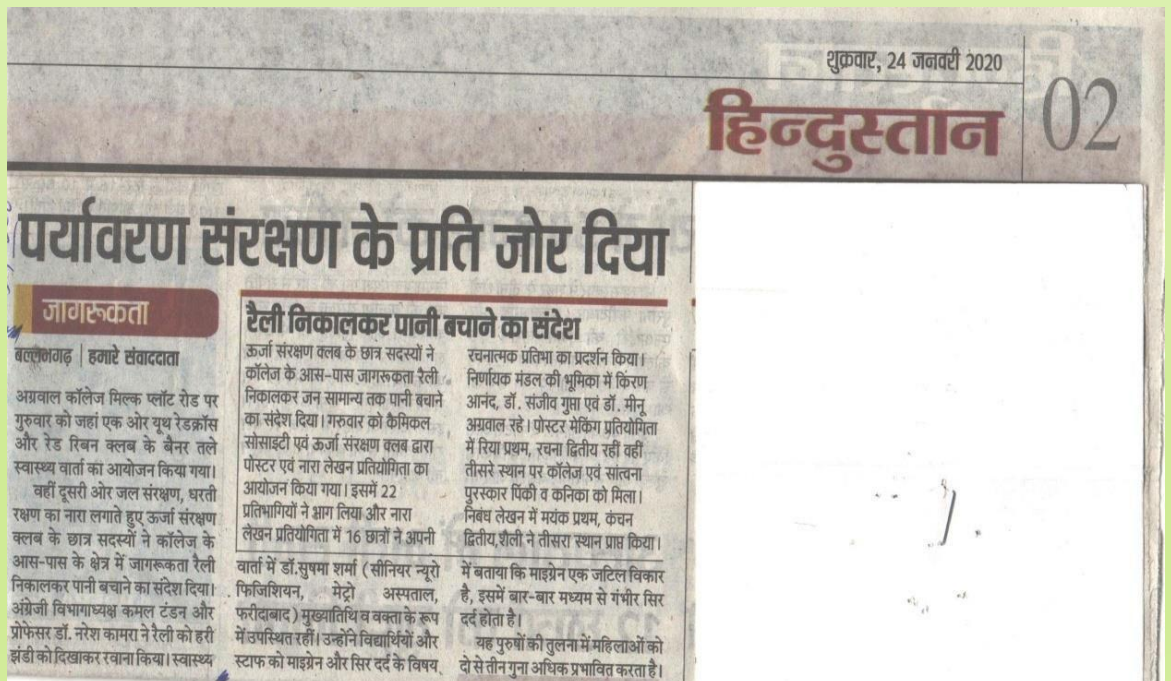 शुक्रवार, 24 जनवरी 2020
हिन्दुस्तान
02
पर्यावरण संरक्षण के प्रति जोर दिया
जागरूकता
बल्लभगढ़ | हमारे संवाददाता
अग्रवाल कॉलेज मिल्क प्लॉट रोड पर
गुरुवार को जहां एक ओर यूथ रेडक्रॉस
और रेड रिबन क्लब के बैनर तले
स्वास्थ्य वार्ता का आयोजन किया गया।
वहीं दूसरी ओर जल संरक्षण, धरती
रक्षण का नारा लगाते हुए ऊर्जा संरक्षण
क्लब के छात्र सदस्यों ने कॉलेज के
आस-पास के क्षेत्र में जागरूकता रैली
निकालकर पानी बचाने का संदेश दिया।
अंग्रेजी विभागाध्यक्ष कमल टंडन और
प्रोफेसर डॉ. नरेश कामरा ने रैली को हरी
झंडी को दिखाकर रवाना किया। स्वास्थ्य
रैली निकालकर पानी बचाने का संदेश
ऊर्जा संरक्षण क्लब के छात्र सदस्यों ने
कॉलेज के आस-पास जागरूकता रैली
निकालकर जन सामान्य तक पानी बचाने
का संदेश दिया। गरुवार को कैमिकल
सोसाइटी एवं ऊर्जा संरक्षण क्लब द्वारा
पोस्टर एवं नारा लेखन प्रतियोगिता का
आयोजन किया गया। इसमें 22
प्रतिभागियों ने भाग लिया और नारा
लेखन प्रतियोगिता में 16 छात्रों ने अपनी
रचनात्मक प्रतिभा का प्रदर्शन किया।
निर्णायक मंडल की भूमिका में किरण
आनंद, डॉ. संजीव गुप्ता एवं डॉ. मीनू
अग्रवाल रहे। पोस्टर मेकिंग प्रतियोगिता
में रिया प्रथम, रचना द्वितीय रहीं वहीं
तीसरे स्थान पर कॉलेज एवं सांत्वना
पुरस्कार पिंकी व कनिका को मिला।
निबंध लेखन में मयंक प्रथम, कंचन
द्वितीय,शैली ने तीसरा स्थान प्राप्त किया।
वार्ता में डॉ.सुषमा शर्मा (सीनियर न्यूरो
फिजिशियन, मेट्रो अस्पताल,
फरीदाबाद) मुख्यातिथि व वक्ता के रूप
में उपस्थित रहीं। उन्होंने विद्यार्थियों और
स्टाफ को माइग्रेन और सिर दर्द के विषय
में बताया कि माइग्रेन एक जटिल विकार
है, इसमें बार-बार मध्यम से गंभीर सिर
दर्द होता है।
यह पुरुषों की तुलना में महिलाओं को
दो से तीन गुना अधिक प्रभावित करता है।